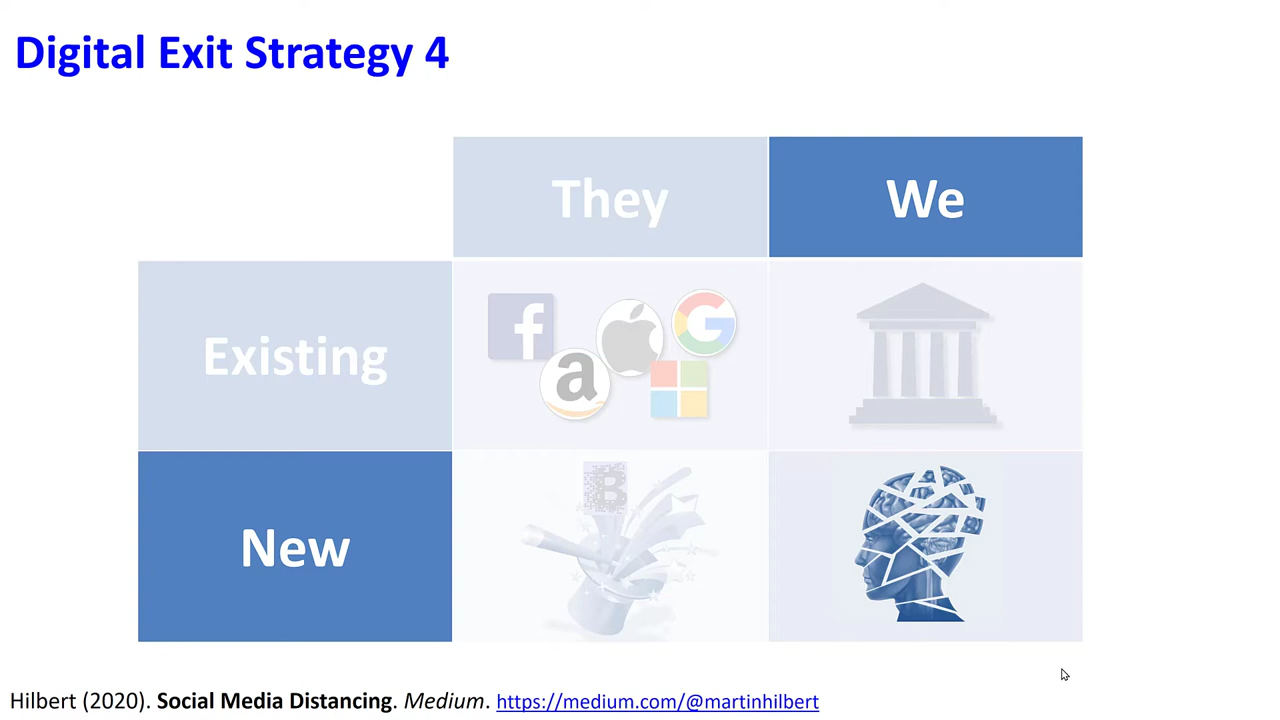 Digital Exit Strategy 4
They
We
Existing
New
Hilbert (2020). Social Media Distancing. Medium. https://medium.com/@martinhilbert